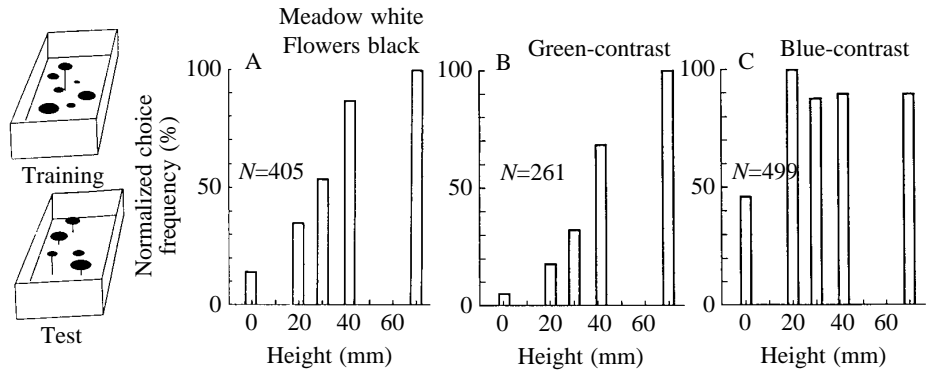 Training
Test
Normalized choice
frequency (%)
Meadow white
Flowers black
A
100
50
0
N=405
0 20 40 60
Height (mm)
Green-contrast
B
100
50
0
N=261
0 20 40 60
Height (mm)
Blue-contrast
C
100
50
0
N=499
0 20 40 60
Height (mm)